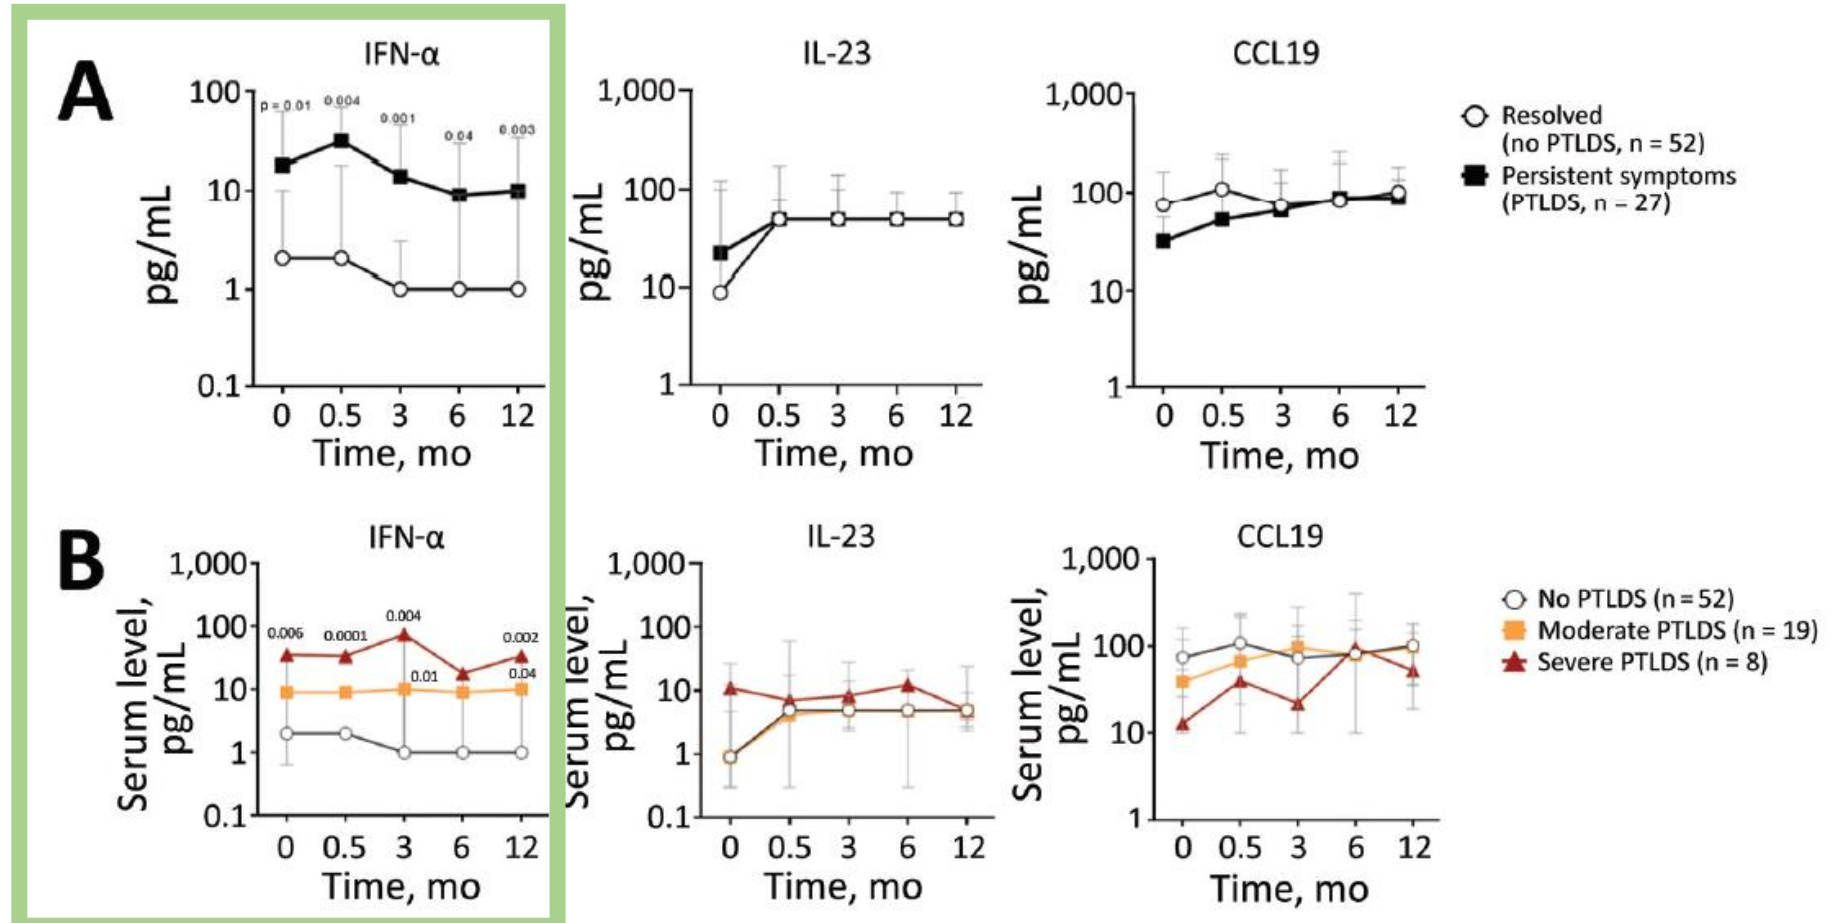 A
IFN-α
100
10
1
0.1
pg/mL
p = 0.01
0.004
0.001
0.04
0.003
0 0.5 3 6 12
Time, mo
IL-23
1,000
100
10
1
pg/mL
0 0.5 3 6 12
Time, mo
CCL19
1,000
100
10
1
pg/mL
0 0.5 3 6 12
Time, mo
Resolved
(no PTLDS, n = 52)
Persistent symptoms
(PTLDS, n = 27)
B
IFN-α
1,000
100
10
1
0.1
Serum level,
pg/mL
0.006
0.0001
0.004
0.002
0.01
0.04
0 0.5 3 6 12
Time, mo
IL-23
1,000
100
10
1
0.1
Serum level,
pg/mL
0 0.5 3 6 12
Time, mo
CCL19
1,000
100
10
1
Serum level,
pg/mL
0 0.5 3 6 12
Time, mo
No PTLDS (n = 52)
Moderate PTLDS (n = 19)
Severe PTLDS (n = 8)